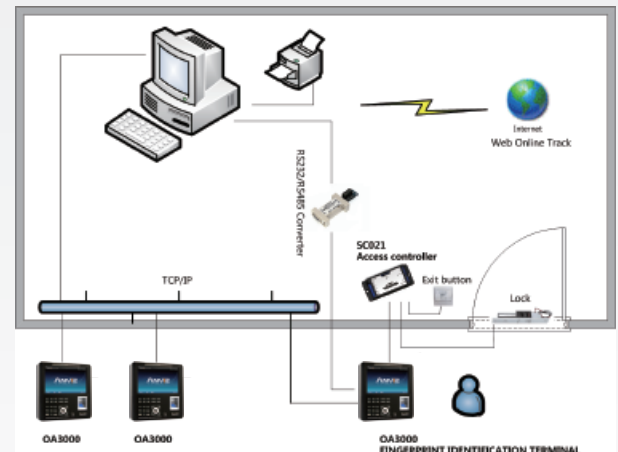 Internet
Web Online Track
RS232/RS485 Converter
SC021
Access controller
Exit button
Lock
TCP/IP
OA3000
OA3000
OA3000
FINGERPRINT IDENTIFICATION TERMINAL